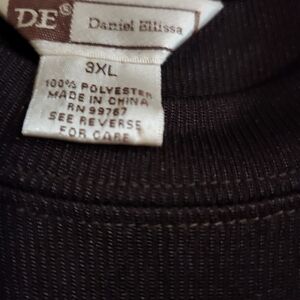 DE®
Daniel Ellissa
3XL
100% POLYESTER
MADE IN CHINA
RN 99767
SEE REVERSE
FOR CARE